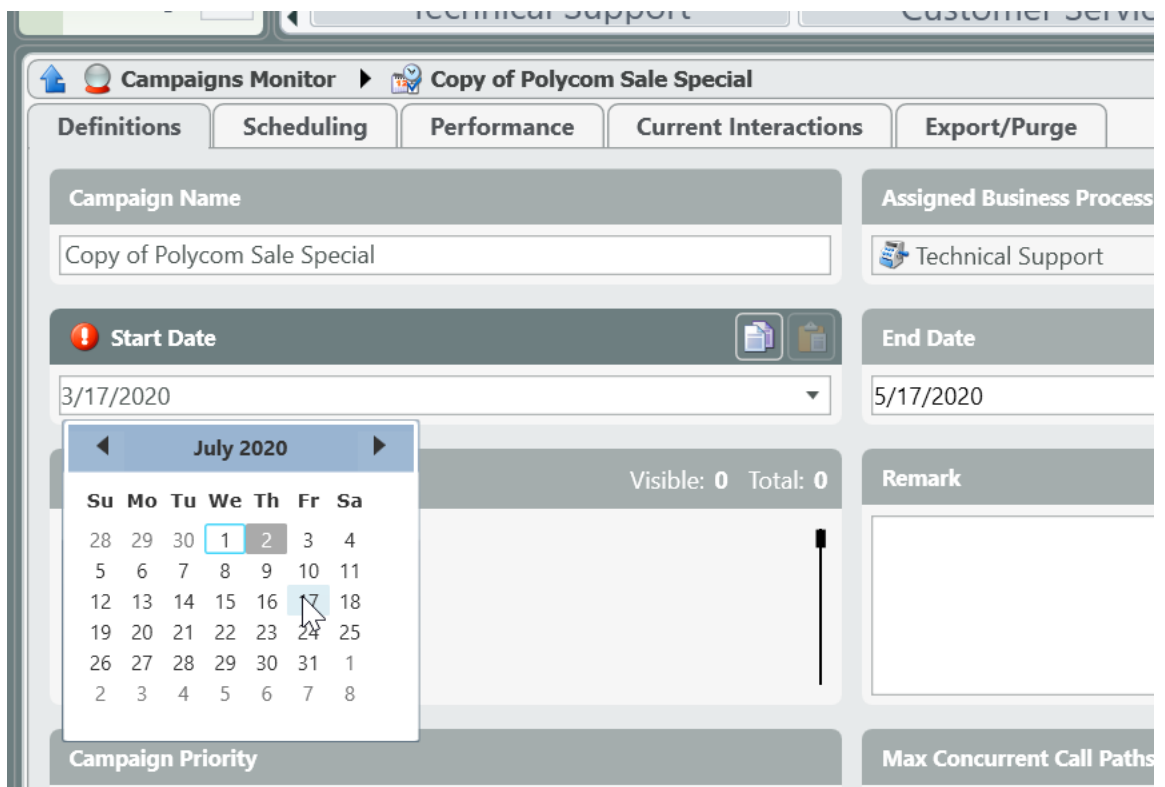 Technical Support
Customer Servic
Campaigns Monitor
Copy of Polycom Sale Special
Definitions
Scheduling
Performance
Current Interactions
Export/Purge
Campaign Name
Assigned Business Process
Copy of Polycom Sale Special
Technical Support
Start Date
End Date
3/17/2020
5/17/2020
July 2020
Su Mo Tu We Th Fr Sa
28 29 30 1 2 3 4
5 6 7 8 9 10 11
12 13 14 15 16 17 18
19 20 21 22 23 24 25
26 27 28 29 30 31 1
2 3 4 5 6 7 8
Visible: 0 Total: 0
Remark
Campaign Priority
Max Concurrent Call Paths